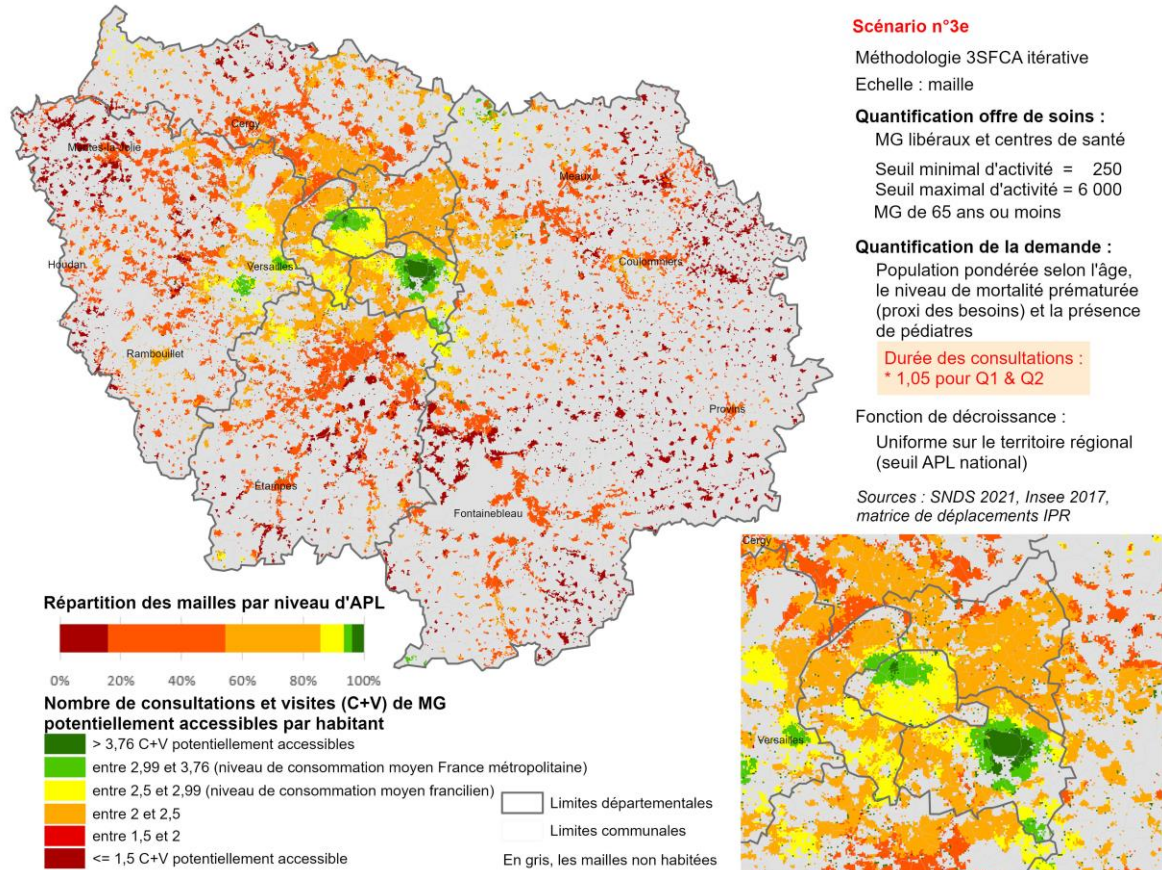 Scénario n°3e
Méthodologie 3SFCA itérative
Echelle : maille
Quantification offre de soins :
MG libéraux et centres de santé
Seuil minimal d'activité = 250
Seuil maximal d'activité = 6 000
MG de 65 ans ou moins
Quantification de la demande :
Population pondérée selon l'âge,
le niveau de mortalité prématurée
(proxi des besoins) et la présence
de pédiatres
Durée des consultations :
* 1,05 pour Q1 & Q2
Fonction de décroissance :
Uniforme sur le territoire régional
(seuil APL national)
Sources : SNDS 2021, Insee 2017,
matrice de déplacements IPR
Cergy
Mantes-la-Jolie
Meaux
Houdan
Versailles
Coulommiers
Rambouillet
Provins
Étampes
Fontainebleau
Répartition des mailles par niveau d'APL
0% 20% 40% 60% 80% 100%
Nombre de consultations et visites (C+V) de MG
potentiellement accessibles par habitant
> 3,76 C+V potentiellement accessibles
entre 2,99 et 3,76 (niveau de consommation moyen France métropolitaine)
entre 2,5 et 2,99 (niveau de consommation moyen francilien)
entre 2 et 2,5
entre 1,5 et 2
<= 1,5 C+V potentiellement accessible
Limites départementales
Limites communales
En gris, les mailles non habitées
Cergy
Versailles